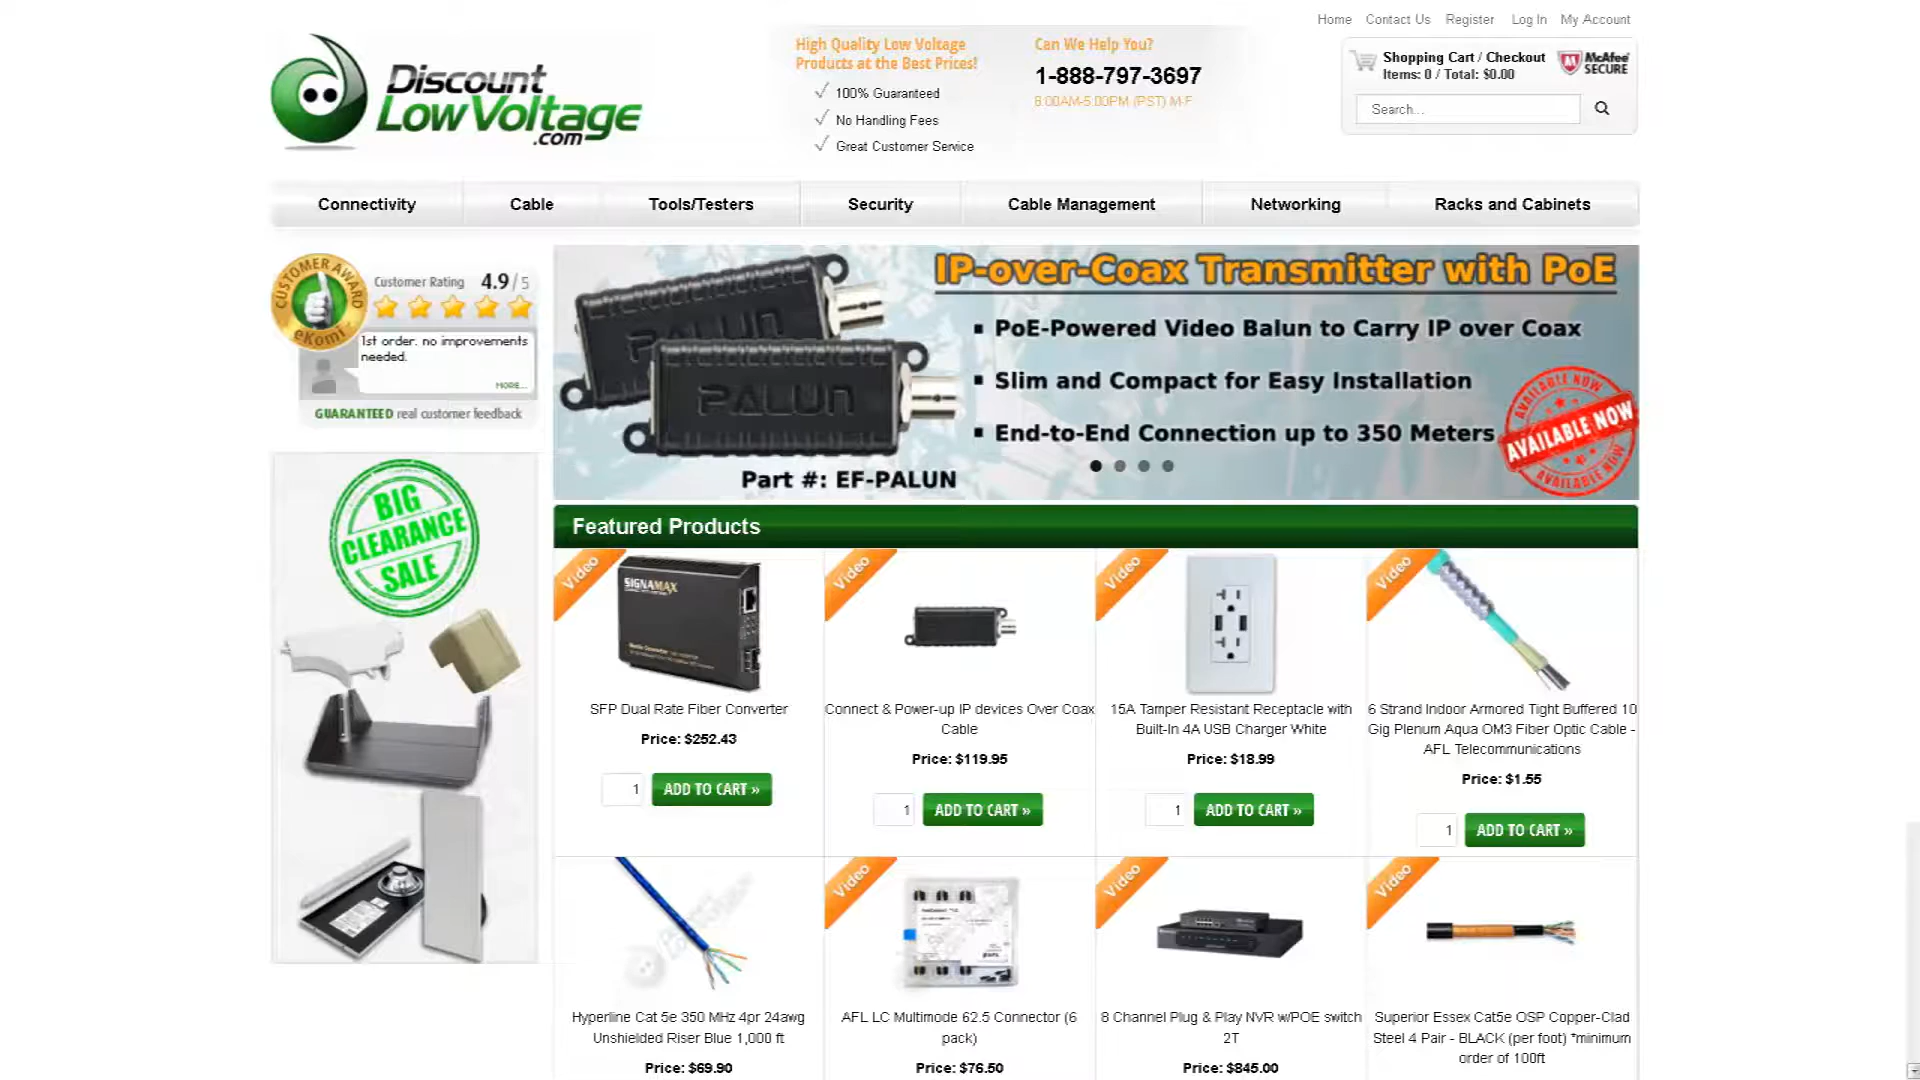 Home Contact Us Register Log In My Account
Discount
LowVoltage
.com
High Quality Low Voltage
Products at the Best Prices!
100% Guaranteed
No Handling Fees
Great Customer Service
Can We Help You?
1-888-797-3697
8:00AM-5:00PM (PST) M-F
Shopping Cart / Checkout
Items: 0 / Total: $0.00
McAfee
SECURE
Search...
Connectivity Cable Tools/Testers Security Cable Management Networking Racks and Cabinets
CUSTOMER AWARD
eKomi
Customer Rating 4.9 / 5
1st order. no improvements
needed.
MORE...
GUARANTEED real customer feedback
BIG
CLEARANCE
SALE
IP-over-Coax Transmitter with PoE
▪ PoE-Powered Video Balun to Carry IP over Coax
▪ Slim and Compact for Easy Installation
▪ End-to-End Connection up to 350 Meters
PALUN
PALUN
Part #: EF-PALUN
AVAILABLE NOW
AVAILABLE NOW
AVAILABLE NOW
Featured Products
Video
SIGNAMAX
SFP Dual Rate Fiber Converter
Price: $252.43
1 ADD TO CART »
Video
Connect & Power-up IP devices Over Coax
Cable
Price: $119.95
1 ADD TO CART »
Video
15A Tamper Resistant Receptacle with
Built-In 4A USB Charger White
Price: $18.99
1 ADD TO CART »
Video
6 Strand Indoor Armored Tight Buffered 10
Gig Plenum Aqua OM3 Fiber Optic Cable -
AFL Telecommunications
Price: $1.55
1 ADD TO CART »
Hyperline Cat 5e 350 MHz 4pr 24awg
Unshielded Riser Blue 1,000 ft
Price: $69.90
Video
AFL LC Multimode 62.5 Connector (6
pack)
Price: $76.50
Video
8 Channel Plug & Play NVR w/POE switch
2T
Price: $845.00
Video
Superior Essex Cat5e OSP Copper-Clad
Steel 4 Pair - BLACK (per foot) *minimum
order of 100ft